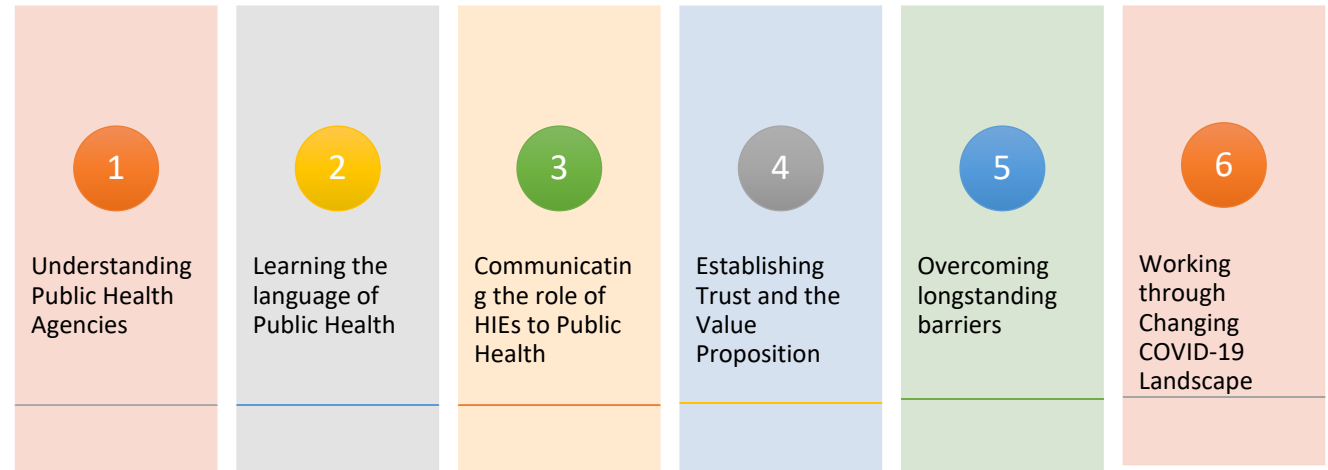 1
Understanding
Public Health
Agencies
2
Learning the
language of
Public Health
3
Communicatin
g the role of
HIEs to Public
Health
4
Establishing
Trust and the
Value
Proposition
5
Overcoming
longstanding
barriers
6
Working
through
Changing
COVID-19
Landscape